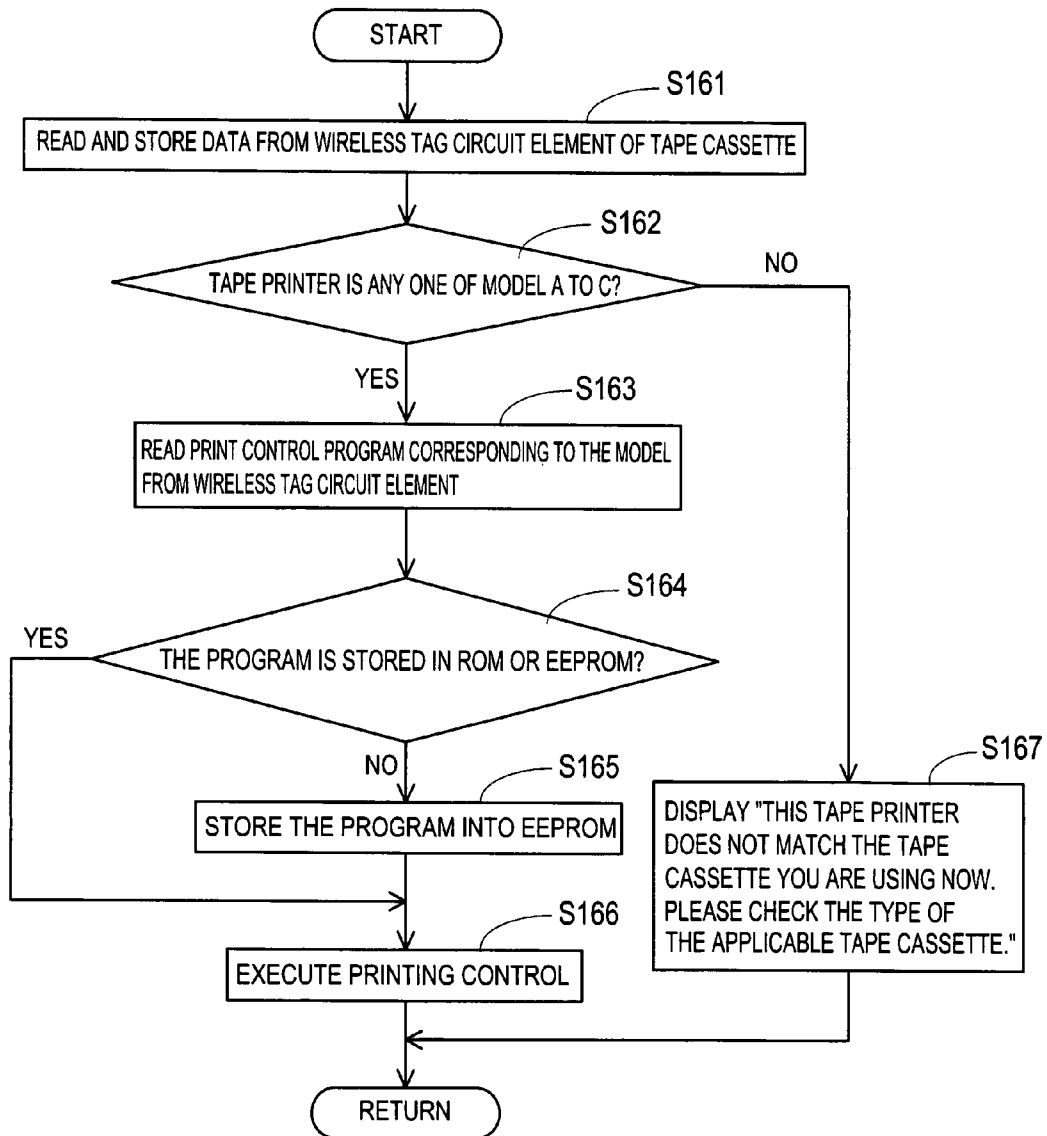 START
S161
READ AND STORE DATA FROM WIRELESS TAG CIRCUIT ELEMENT OF TAPE CASSETTE
S162
TAPE PRINTER IS ANY ONE OF MODEL A TO C?
NO
YES
S163
READ PRINT CONTROL PROGRAM CORRESPONDING TO THE MODEL
FROM WIRELESS TAG CIRCUIT ELEMENT
S164
YES
THE PROGRAM IS STORED IN ROM OR EEPROM?
NO
S165
STORE THE PROGRAM INTO EEPROM
S167
DISPLAY "THIS TAPE PRINTER
DOES NOT MATCH THE TAPE
CASSETTE YOU ARE USING NOW.
PLEASE CHECK THE TYPE OF
THE APPLICABLE TAPE CASSETTE."
S166
EXECUTE PRINTING CONTROL
RETURN